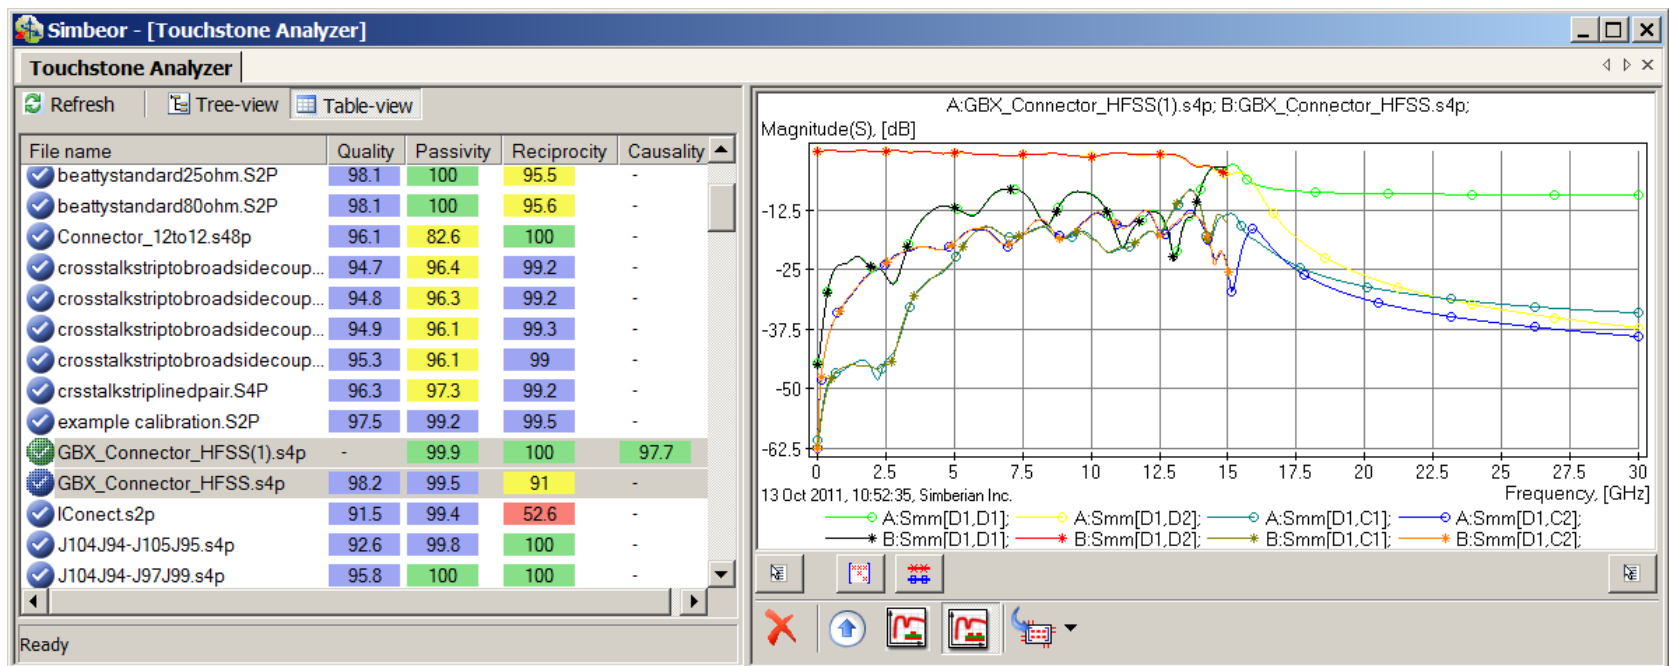 Simbeor - [Touchstone Analyzer]
Touchstone Analyzer
Refresh Tree-view Table-view
File name Quality Passivity Reciprocity Causality
beattystandard25ohm.S2P 98.1 100 95.5 -
beattystandard80ohm.S2P 98.1 100 95.6 -
Connector_12to12.s48p 96.1 82.6 100 -
crosstalkstriptobroadsidecoup... 94.7 96.4 99.2 -
crosstalkstriptobroadsidecoup... 94.8 96.3 99.2 -
crosstalkstriptobroadsidecoup... 94.9 96.1 99.3 -
crosstalkstriptobroadsidecoup... 95.3 96.1 99 -
crsstalkstriplinedpair.S4P 96.3 97.3 99.2 -
example calibration.S2P 97.5 99.2 99.5 -
GBX_Connector_HFSS(1).s4p - 99.9 100 97.7
GBX_Connector_HFSS.s4p 98.2 99.5 91 -
IConect.s2p 91.5 99.4 52.6 -
J104J94-J105J95.s4p 92.6 99.8 100 -
J104J94-J97J99.s4p 95.8 100 100 -
Ready
A:GBX_Connector_HFSS(1).s4p; B:GBX_Connector_HFSS.s4p;
Magnitude(S), [dB]
-12.5
-25
-37.5
-50
-62.5
0 2.5 5 7.5 10 12.5 15 17.5 20 22.5 25 27.5 30
13 Oct 2011, 10:52:35, Simberian Inc. Frequency, [GHz]
A:Smm[D1,D1]; A:Smm[D1,D2]; A:Smm[D1,C1]; A:Smm[D1,C2];
B:Smm[D1,D1]; B:Smm[D1,D2]; B:Smm[D1,C1]; B:Smm[D1,C2];